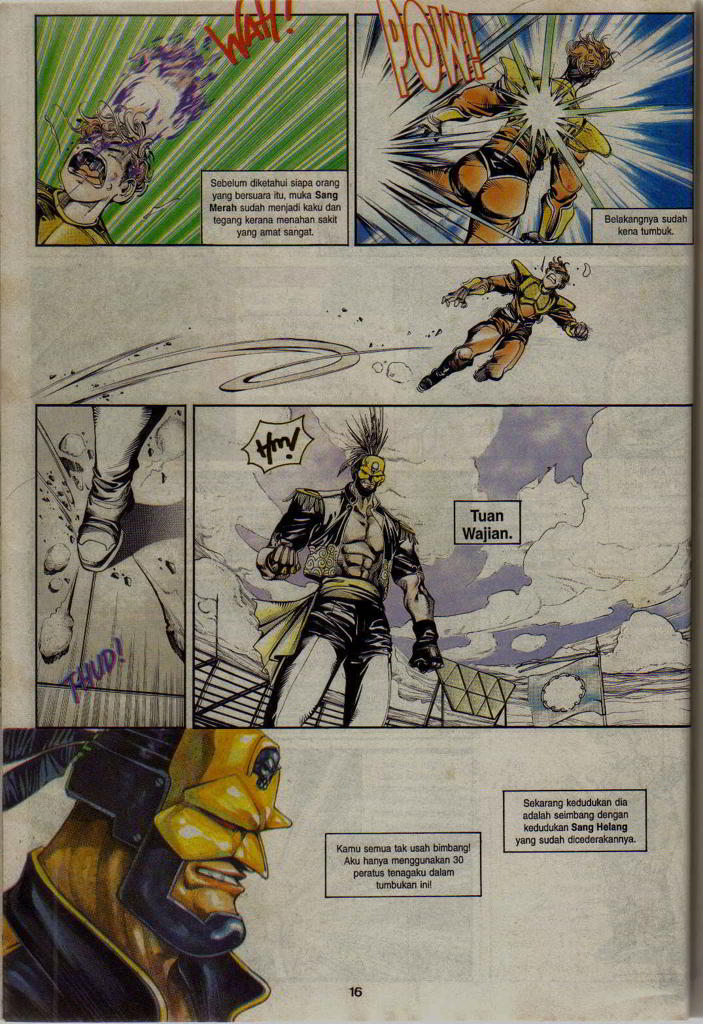 WAH!
Sebelum diketahui siapa orang
yang bersuara itu, muka Sang
Merah sudah menjadi kaku dan
tegang kerana menahan sakit
yang amat sangat.
POW!
Belakangnya sudah
kena tumbuk.
THUD!
HM!
Tuan
Wajian.
Kamu semua tak usah bimbang!
Aku hanya menggunakan 30
peratus tenagaku dalam
tumbukan ini!
Sekarang kedudukan dia
adalah seimbang dengan
kedudukan Sang Helang
yang sudah dicederakannya.
16